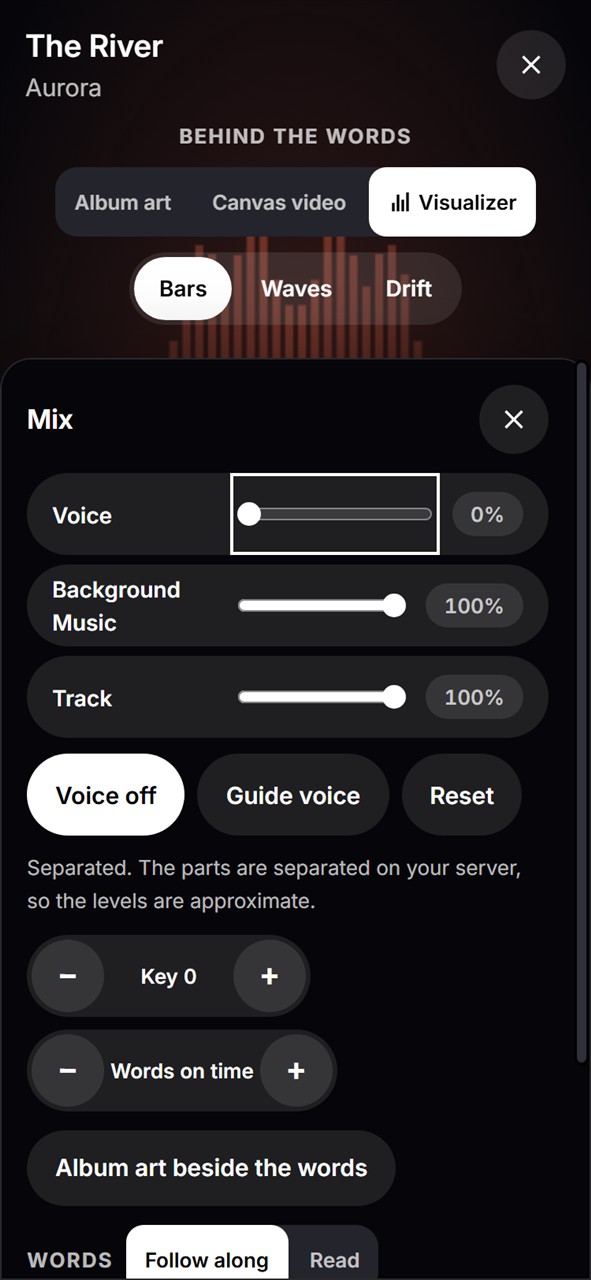 The River
Aurora
BEHIND THE WORDS
Album art Canvas video Visualizer
Bars Waves Drift
Mix
Voice 0%
Background
Music
100%
Track 100%
Voice off Guide voice Reset
Separated. The parts are separated on your server,
so the levels are approximate.
− Key 0 +
− Words on time +
Album art beside the words
WORDS Follow along Read